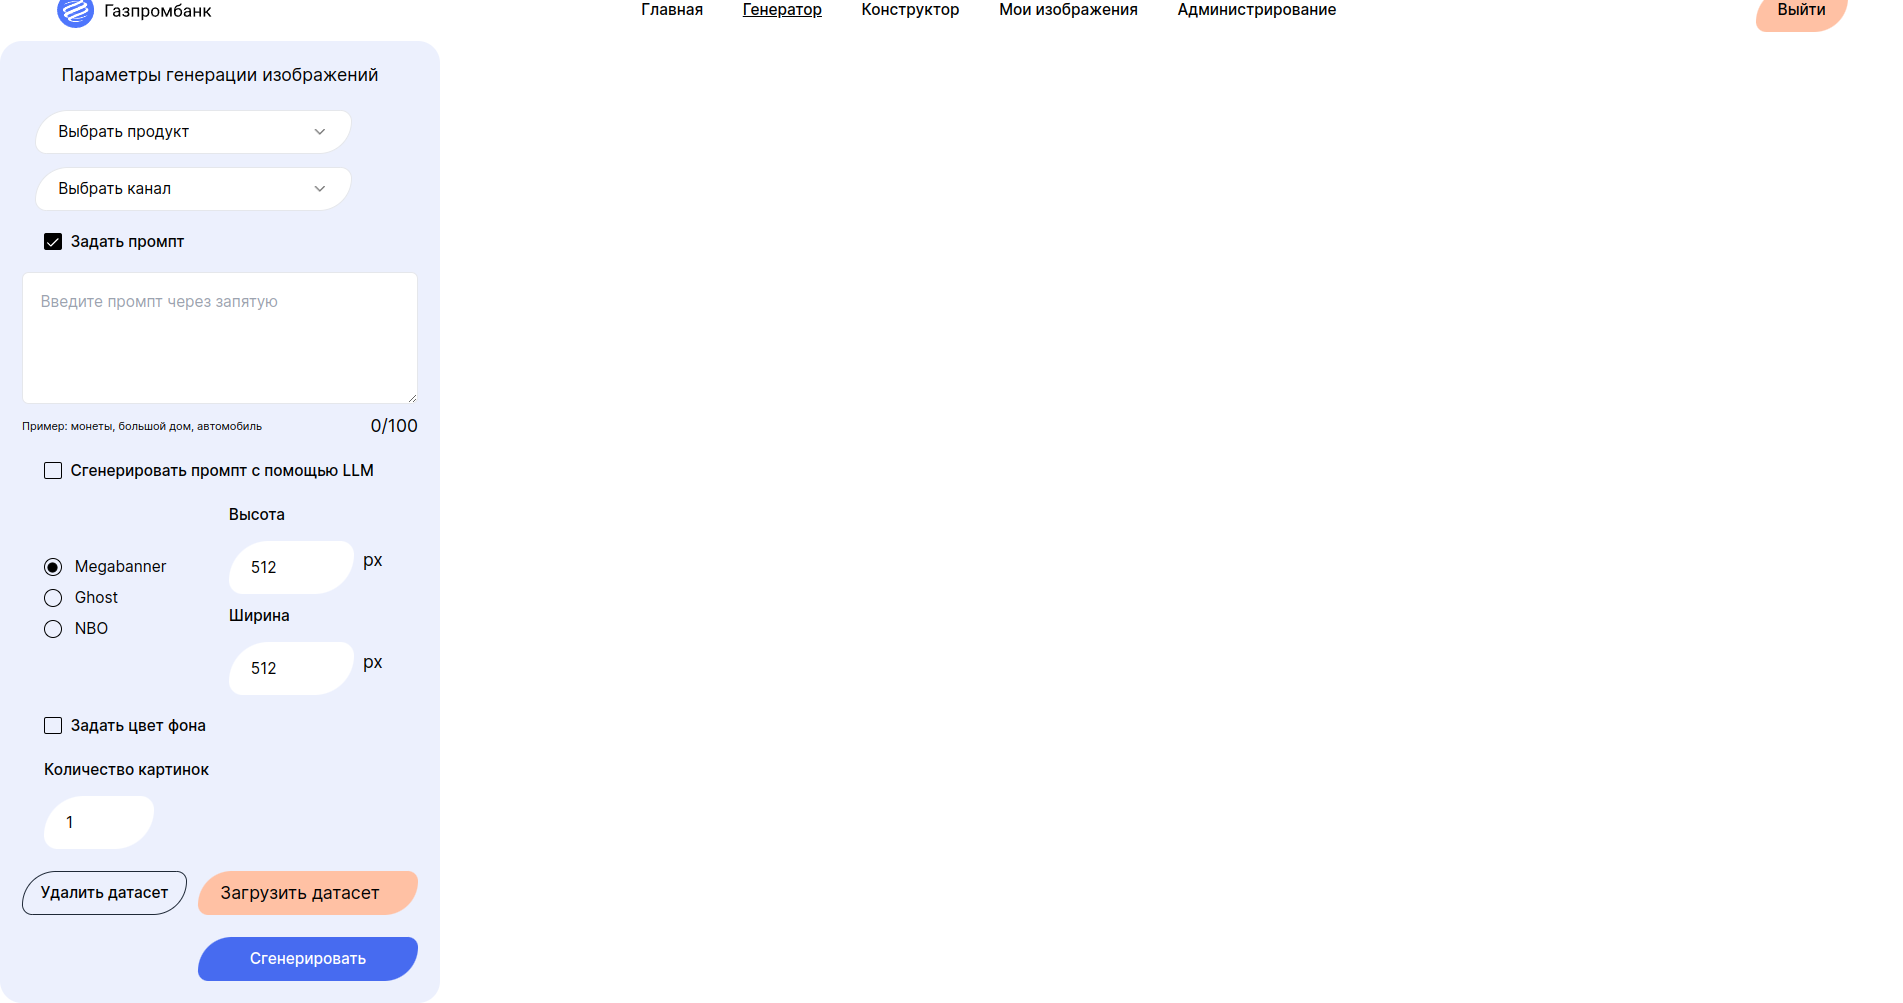 Газпромбанк
Главная Генератор Конструктор Мои изображения Администрирование Выйти
Параметры генерации изображений
Выбрать продукт
Выбрать канал
Задать промпт
Введите промпт через запятую
Пример: монеты, большой дом, автомобиль 0/100
Сгенерировать промпт с помощью LLM
Высота
Megabanner 512 px
Ghost
Ширина
NBO
512 px
Задать цвет фона
Количество картинок
1
Удалить датасет Загрузить датасет
Сгенерировать